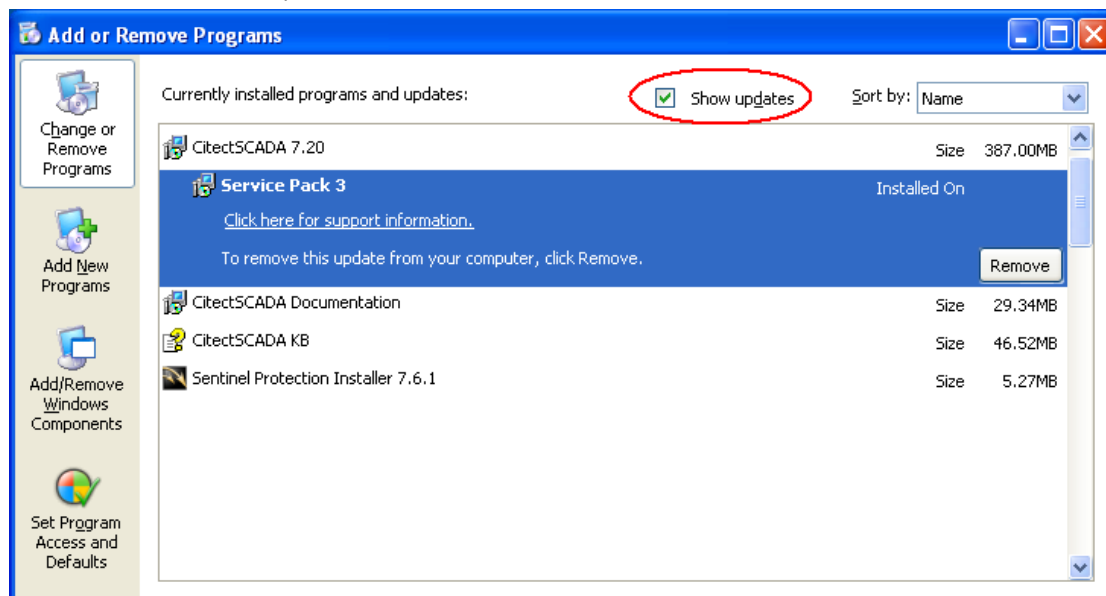 Add or Remove Programs
Change or
Remove
Programs
Currently installed programs and updates:
Show updates
Sort by: Name
CitectSCADA 7.20
Size 387.00MB
Service Pack 3
Installed On
Click here for support information.
To remove this update from your computer, click Remove.
Remove
CitectSCADA Documentation
Size 29.34MB
CitectSCADA KB
Size 46.52MB
Sentinel Protection Installer 7.6.1
Size 5.27MB
Add New
Programs
Add/Remove
Windows
Components
Set Program
Access and
Defaults